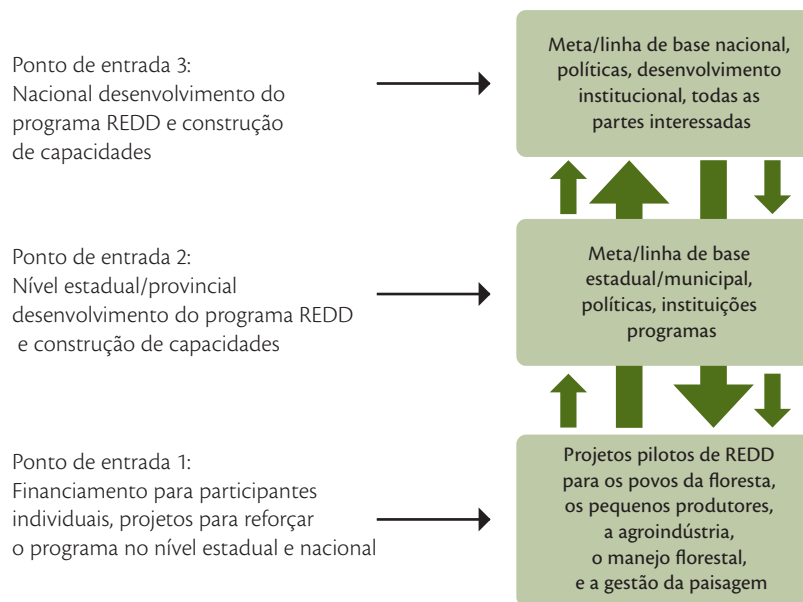 Ponto de entrada 3:
Nacional desenvolvimento do
programa REDD e construção
de capacidades
Meta/linha de base nacional,
políticas, desenvolvimento
institucional, todas as
partes interessadas
Ponto de entrada 2:
Nível estadual/provincial
desenvolvimento do programa REDD
e construção de capacidades
Meta/linha de base
estadual/municipal,
políticas, instituições
programas
Ponto de entrada 1:
Financiamento para participantes
individuais, projetos para reforçar
o programa no nível estadual e nacional
Projetos pilotos de REDD
para os povos da floresta,
os pequenos produtores,
a agroindústria,
o manejo florestal,
e a gestão da paisagem